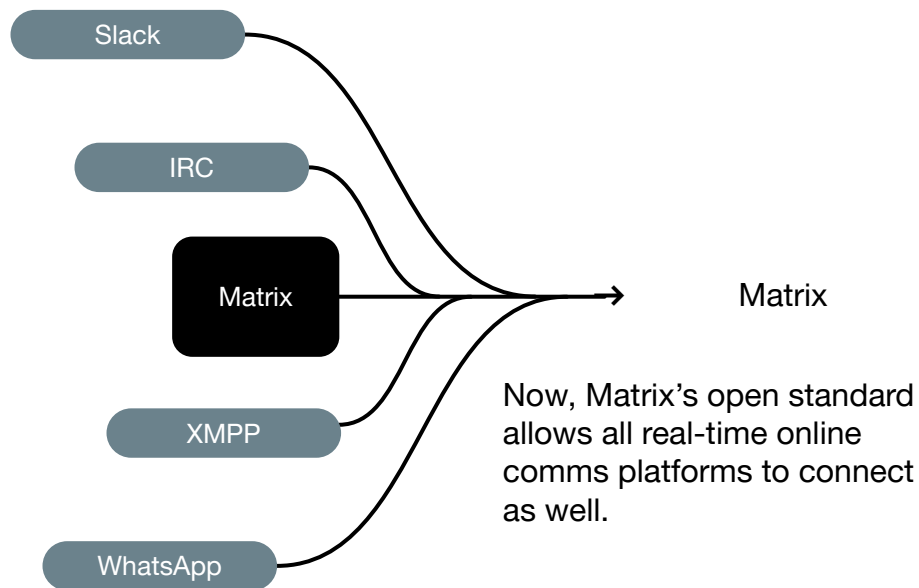 Slack
IRC
Matrix
Matrix
XMPP
Now, Matrix’s open standard
allows all real-time online
comms platforms to connect
as well.
WhatsApp